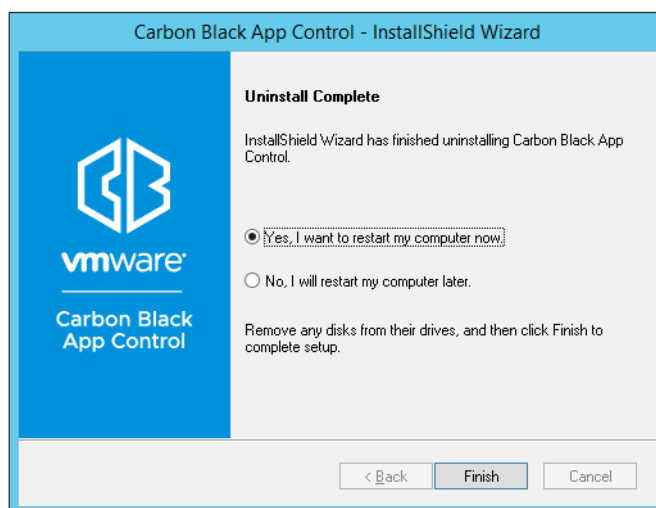 Carbon Black App Control - InstallShield Wizard
Uninstall Complete
InstallShield Wizard has finished uninstalling Carbon Black App
Control.
Yes, I want to restart my computer now.
No, I will restart my computer later.
Remove any disks from their drives, and then click Finish to
complete setup.
vmware
Carbon Black
App Control
< Back
Finish
Cancel